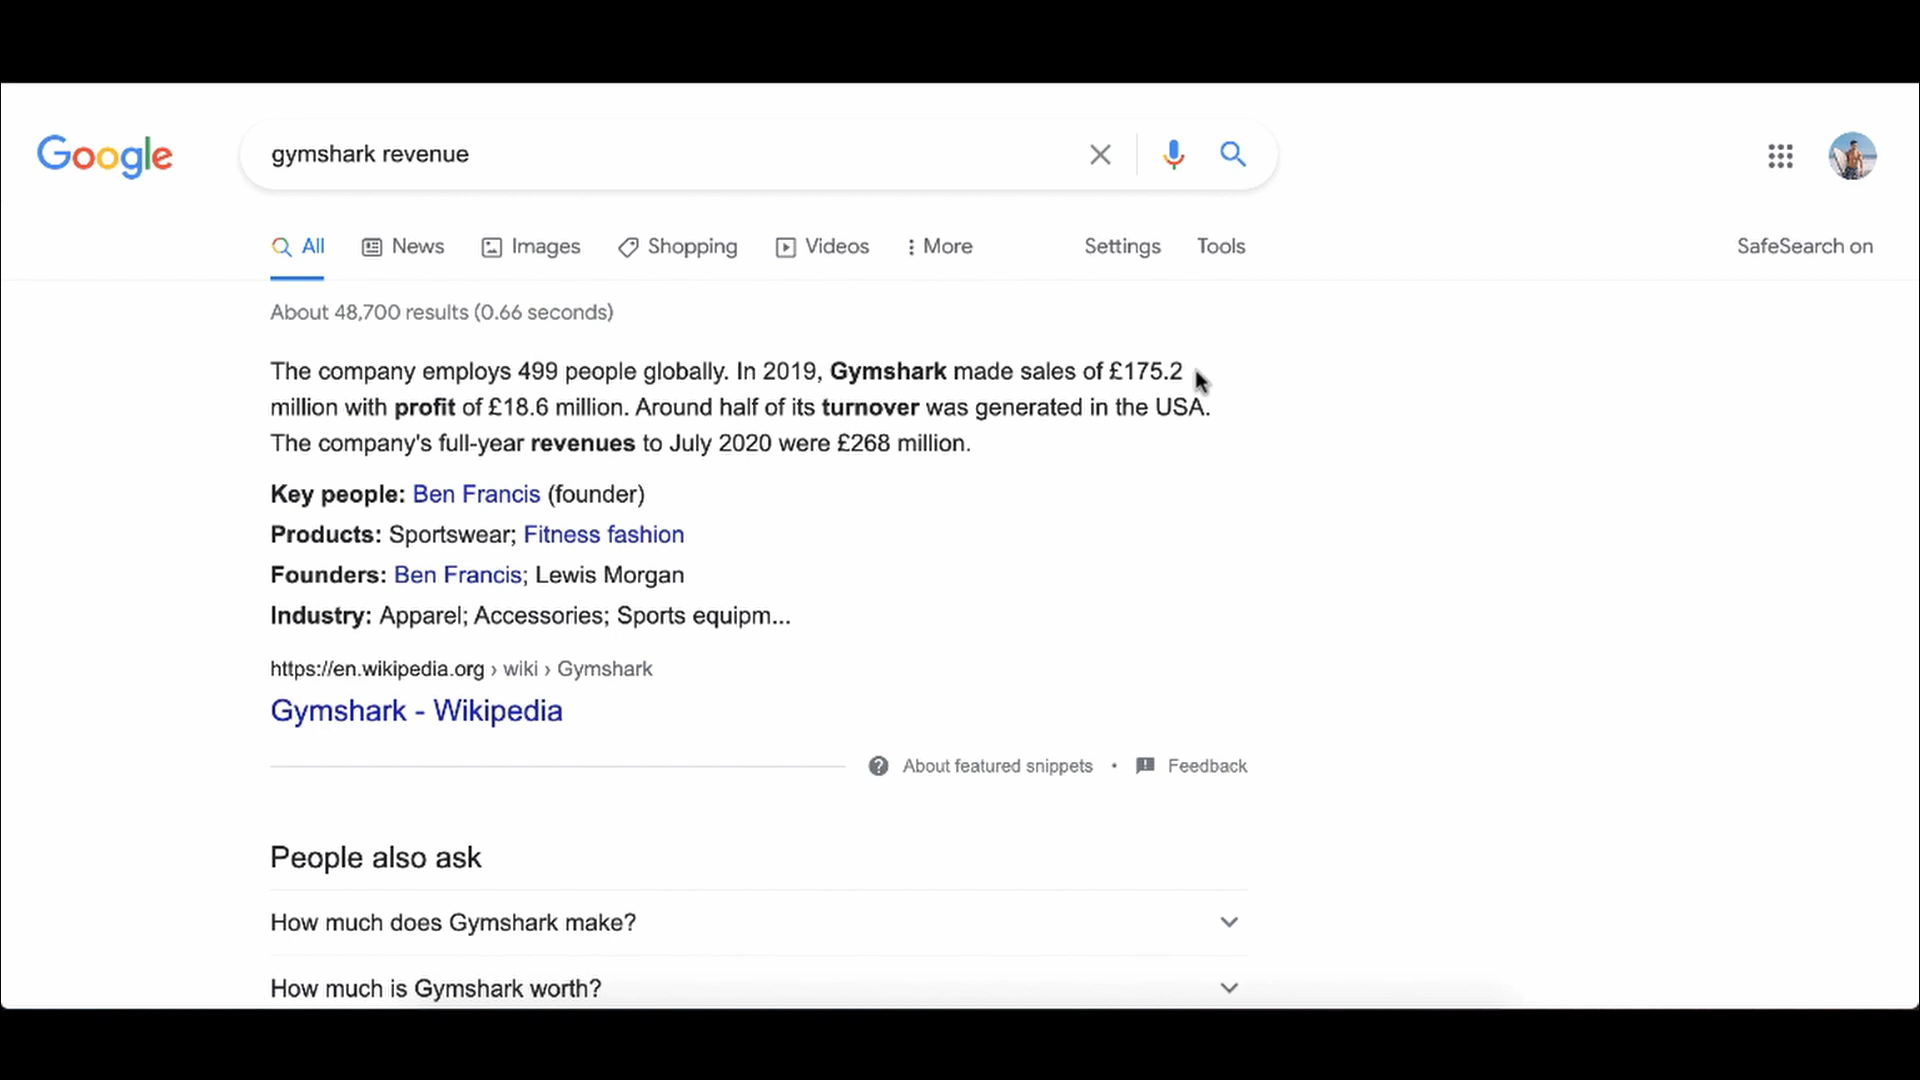 Google
gymshark revenue
All News Images Shopping Videos More Settings Tools SafeSearch on
About 48,700 results (0.66 seconds)
The company employs 499 people globally. In 2019, Gymshark made sales of £175.2
million with profit of £18.6 million. Around half of its turnover was generated in the USA.
The company's full-year revenues to July 2020 were £268 million.
Key people: Ben Francis (founder)
Products: Sportswear; Fitness fashion
Founders: Ben Francis; Lewis Morgan
Industry: Apparel; Accessories; Sports equipm...
https://en.wikipedia.org › wiki › Gymshark
Gymshark - Wikipedia
About featured snippets • Feedback
People also ask
How much does Gymshark make?
How much is Gymshark worth?